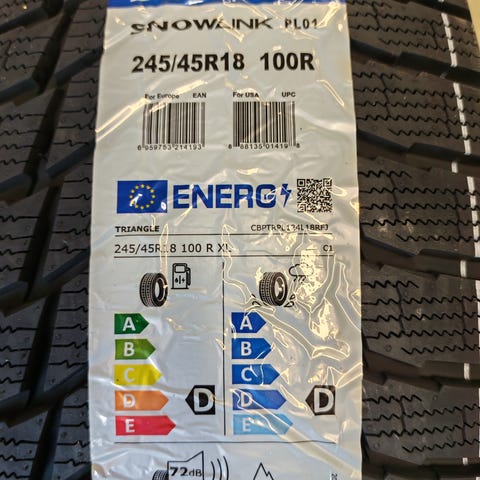 SNOWLINK PL01
245/45R18 100R
For Europe EAN For USA UPC
6 959753 214193 8 88135 01419
ENERG
TRIANGLE
245/45R18 100 R XL C1
A A
B B
C C
D D D D
E E
72dB